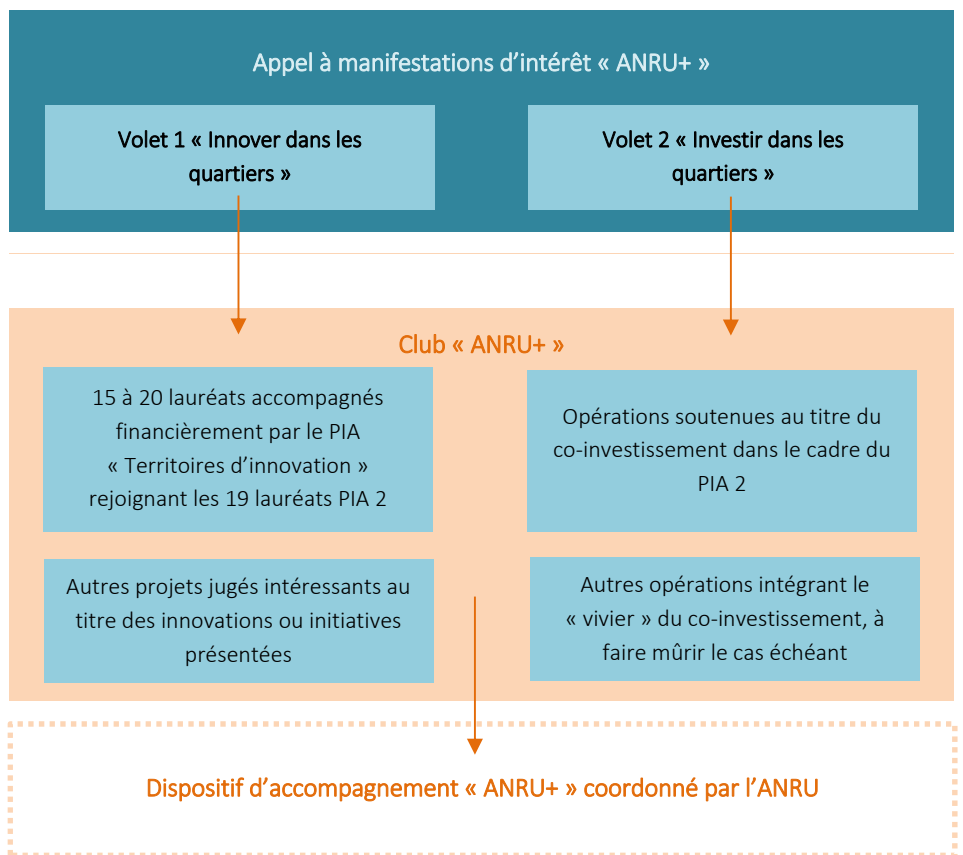 Appel à manifestations d’intérêt « ANRU+ »
Volet 1 « Innover dans les
quartiers »
Volet 2 « Investir dans les
quartiers »
Club « ANRU+ »
15 à 20 lauréats accompagnés
financièrement par le PIA
« Territoires d’innovation »
rejoignant les 19 lauréats PIA 2
Opérations soutenues au titre du
co-investissement dans le cadre du
PIA 2
Autres projets jugés intéressants au
titre des innovations ou initiatives
présentées
Autres opérations intégrant le
« vivier » du co-investissement, à
faire mûrir le cas échéant
Dispositif d’accompagnement « ANRU+ » coordonné par l’ANRU